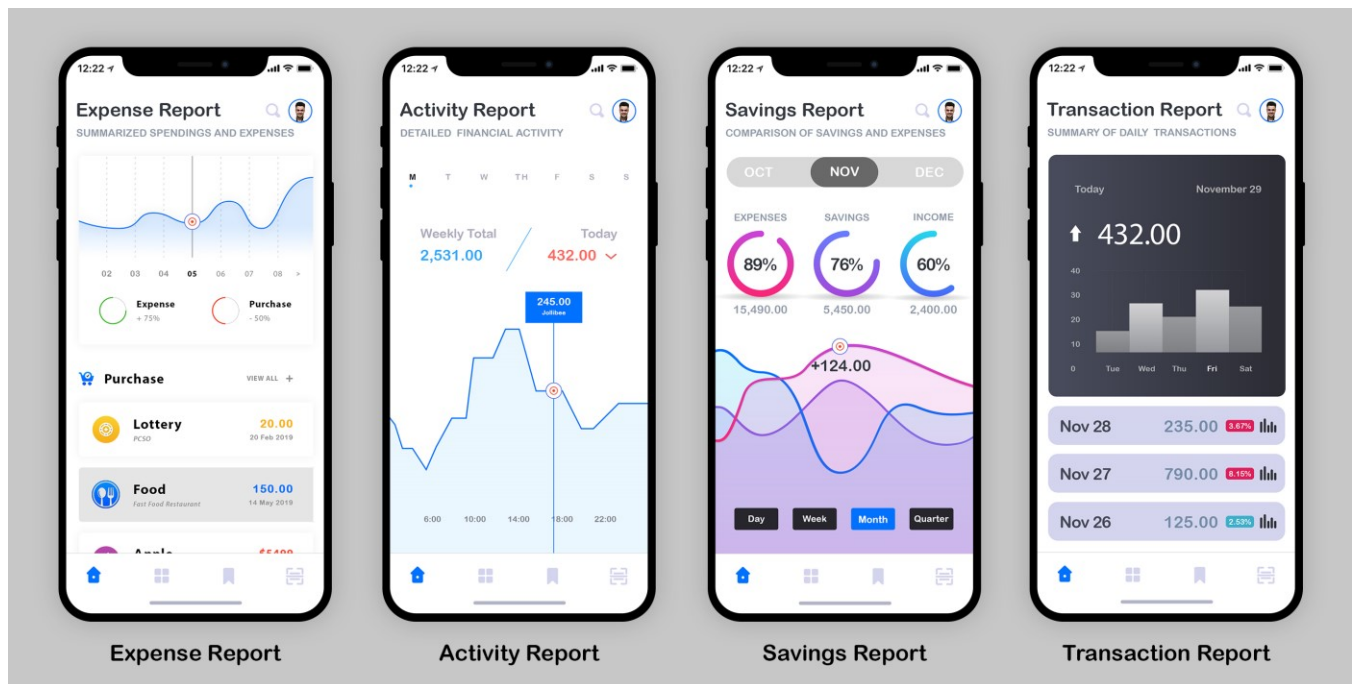 12:22
Expense Report
SUMMARIZED SPENDINGS AND EXPENSES
02 03 04 05 06 07 08 >
Expense
+ 75%
Purchase
- 50%
Purchase
VIEW ALL +
Lottery
20.00
PCSO
20 Feb 2019
Food
150.00
Fast Food Restaurant
14 May 2019
Apple
$5400
Expense Report
12:22
Activity Report
DETAILED FINANCIAL ACTIVITY
M T W TH F S S
Weekly Total
2,531.00
Today
432.00
245.00
Jollibee
6:00 10:00 14:00 18:00 22:00
Activity Report
12:22
Savings Report
COMPARISON OF SAVINGS AND EXPENSES
OCT NOV DEC
EXPENSES SAVINGS INCOME
89% 76% 60%
15,490.00 5,450.00 2,400.00
+124.00
Day Week Month Quarter
Savings Report
12:22
Transaction Report
SUMMARY OF DAILY TRANSACTIONS
Today November 29
432.00
40
30
20
10
0 Tue Wed Thu Fri Sat
Nov 28 235.00 3.67%
Nov 27 790.00 8.15%
Nov 26 125.00 2.53%
Transaction Report